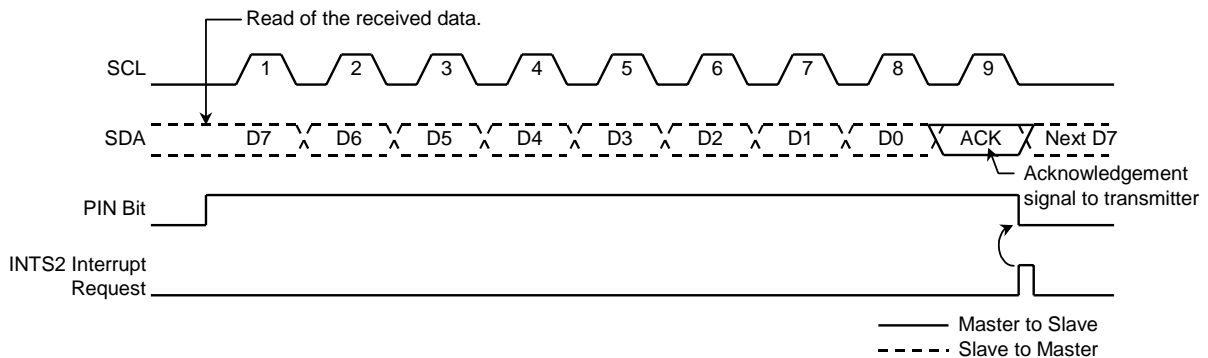 Read of the received data.
SCL 1 2 3 4 5 6 7 8 9
SDA D7 D6 D5 D4 D3 D2 D1 D0 ACK Next D7
Acknowledgement
signal to transmitter
PIN Bit
INTS2 Interrupt
Request
Master to Slave
Slave to Master